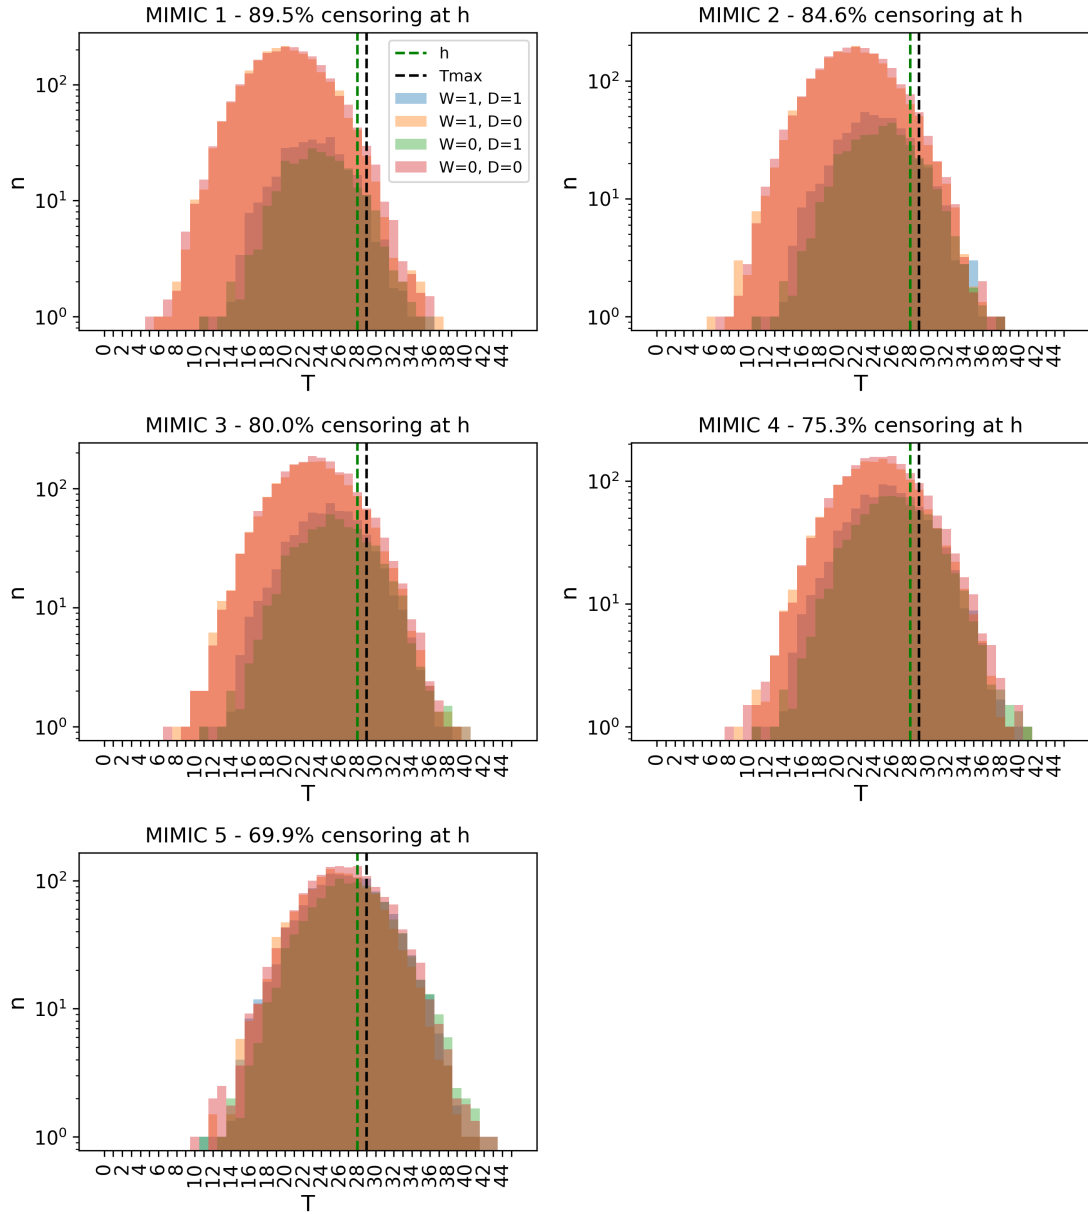 MIMIC 1 - 89.5% censoring at h
n
10²
10¹
10⁰
h
Tmax
W=1, D=1
W=1, D=0
W=0, D=1
W=0, D=0
0 2 4 6 8 10 12 14 16 18 20 22 24 26 28 30 32 34 36 38 40 42 44
T
MIMIC 2 - 84.6% censoring at h
n
10²
10¹
10⁰
0 2 4 6 8 10 12 14 16 18 20 22 24 26 28 30 32 34 36 38 40 42 44
T
MIMIC 3 - 80.0% censoring at h
n
10²
10¹
10⁰
0 2 4 6 8 10 12 14 16 18 20 22 24 26 28 30 32 34 36 38 40 42 44
T
MIMIC 4 - 75.3% censoring at h
n
10²
10¹
10⁰
0 2 4 6 8 10 12 14 16 18 20 22 24 26 28 30 32 34 36 38 40 42 44
T
MIMIC 5 - 69.9% censoring at h
n
10²
10¹
10⁰
0 2 4 6 8 10 12 14 16 18 20 22 24 26 28 30 32 34 36 38 40 42 44
T